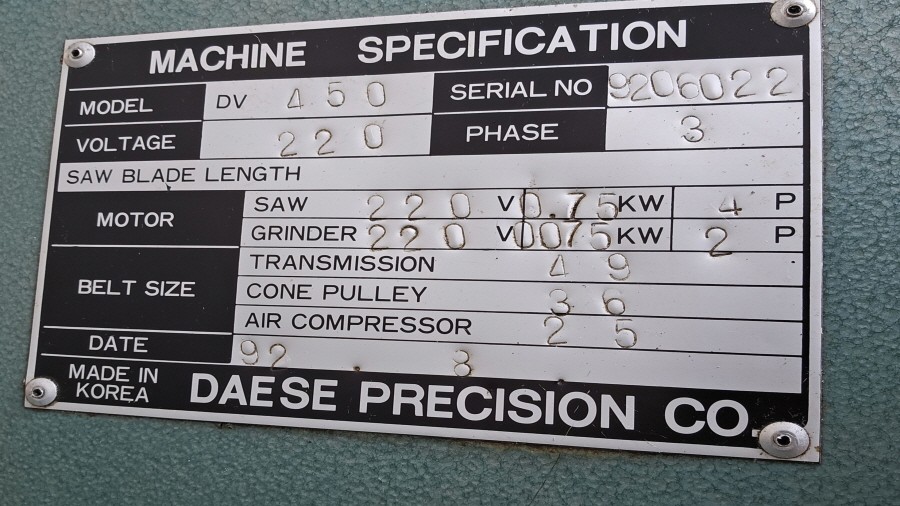 MACHINE SPECIFICATION
MODEL DV 450 SERIAL NO 9206022
VOLTAGE 220 PHASE 3
SAW BLADE LENGTH
MOTOR
SAW 220 V 0.75 KW 4 P
GRINDER 220 V 0075 KW 2 P
BELT SIZE
TRANSMISSION 49
CONE PULLEY 36
AIR COMPRESSOR 25
DATE 92 . 8
MADE IN KOREA
DAESE PRECISION CO.